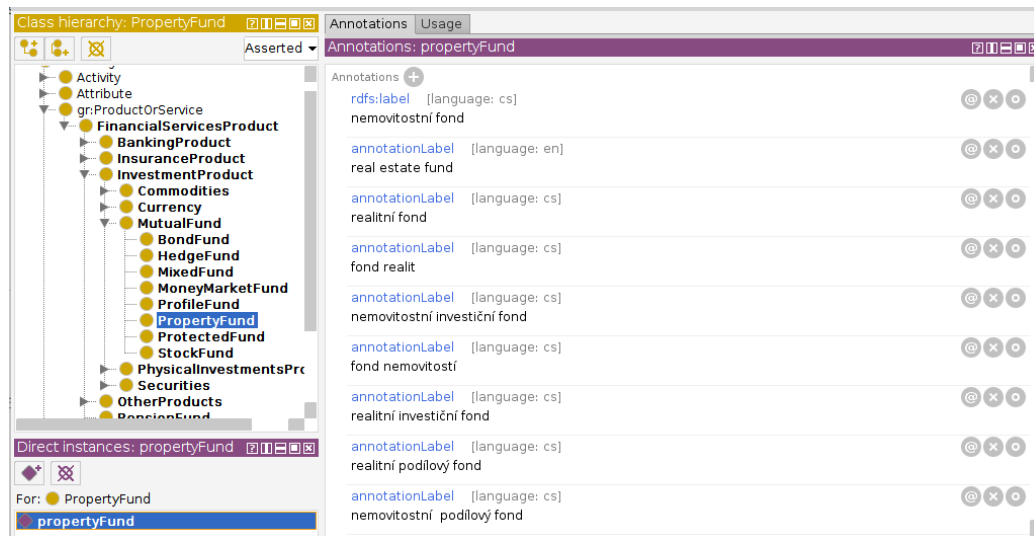 Class hierarchy: PropertyFund
Asserted
Activity
Attribute
gr:ProductOrService
FinancialServicesProduct
BankingProduct
InsuranceProduct
InvestmentProduct
Commodities
Currency
MutualFund
BondFund
HedgeFund
MixedFund
MoneyMarketFund
ProfileFund
PropertyFund
ProtectedFund
StockFund
PhysicalInvestmentsPro
Securities
OtherProducts
PensionFund
Direct instances: propertyFund
For: PropertyFund
propertyFund
Annotations Usage
Annotations: propertyFund
Annotations
rdfs:label [language: cs]
nemovitostní fond
annotationLabel [language: en]
real estate fund
annotationLabel [language: cs]
realitní fond
annotationLabel [language: cs]
fond realit
annotationLabel [language: cs]
nemovitostní investiční fond
annotationLabel [language: cs]
fond nemovitostí
annotationLabel [language: cs]
realitní investiční fond
annotationLabel [language: cs]
realitní podílový fond
annotationLabel [language: cs]
nemovitostní podílový fond